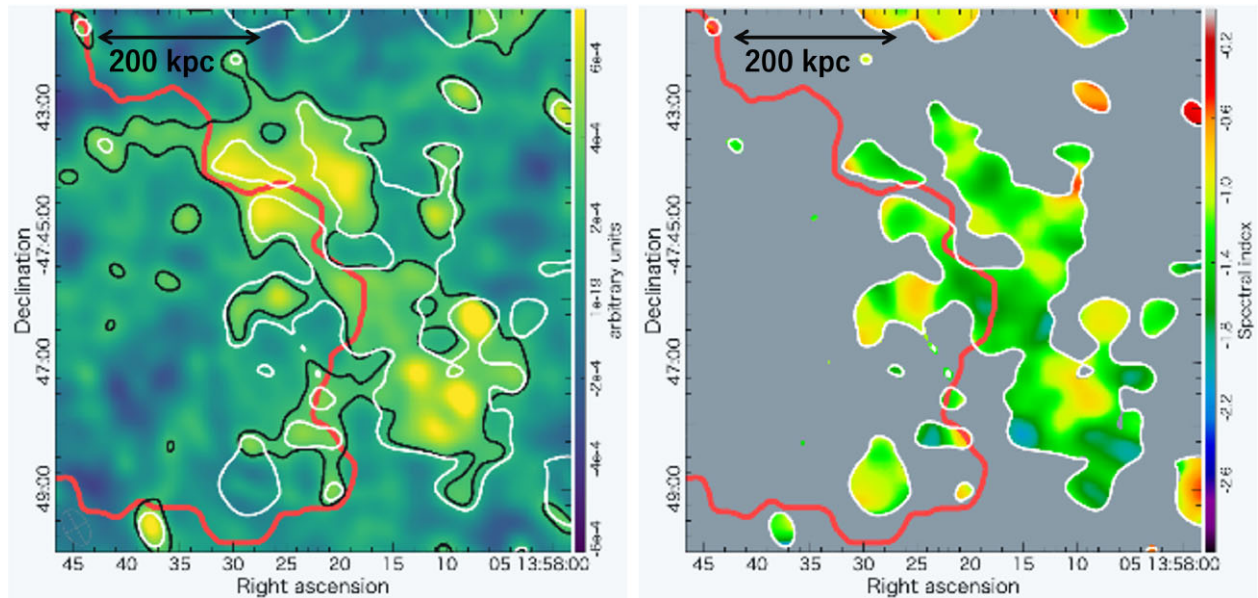 200 kpc
43:00
-47:45:00
47:00
49:00
Declination
45 40 35 30 25 20 15 10 05 13:58:00
Right ascension
6e-4
4e-4
2e-4
1e-19
-2e-4
-4e-4
-6e-4
arbitrary units
200 kpc
43:00
-47:45:00
47:00
49:00
Declination
45 40 35 30 25 20 15 10 05 13:58:00
Right ascension
-0.2
-0.6
-1.0
-1.4
-1.8
-2.2
-2.6
Spectral index